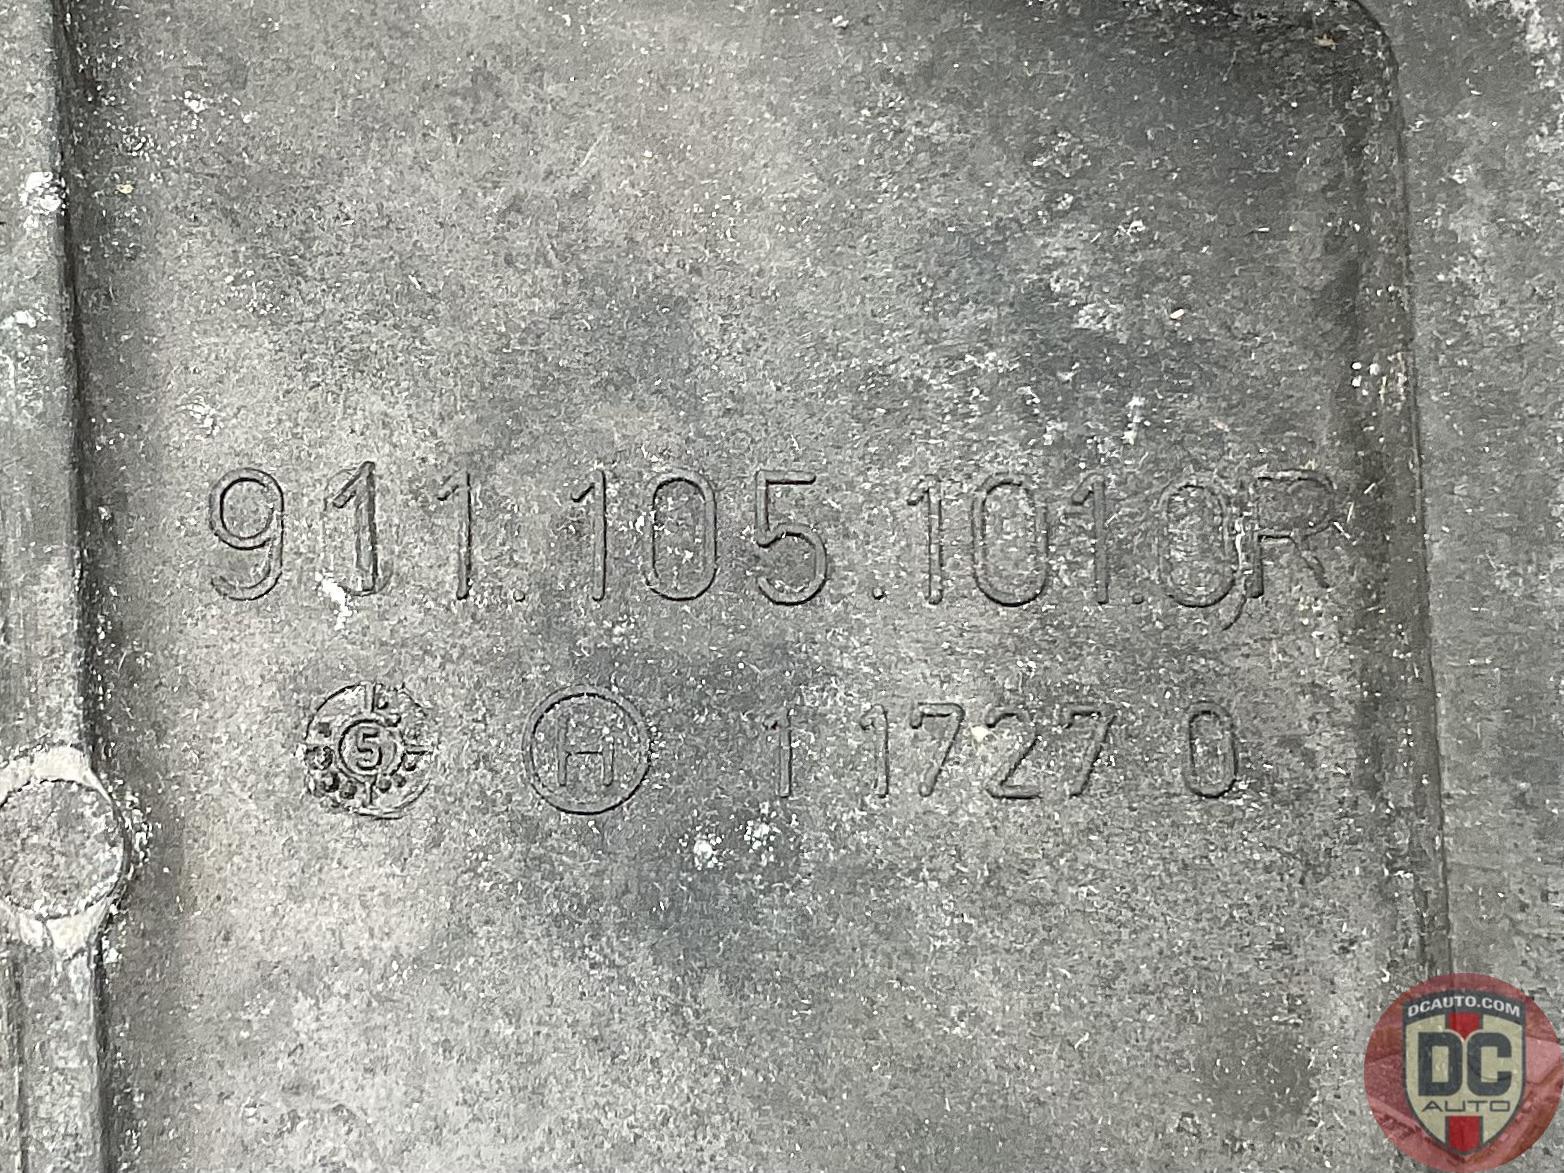 911.105.101.0R
5 H 1 1727 0
DCAUTO.COM
DC
AUTO